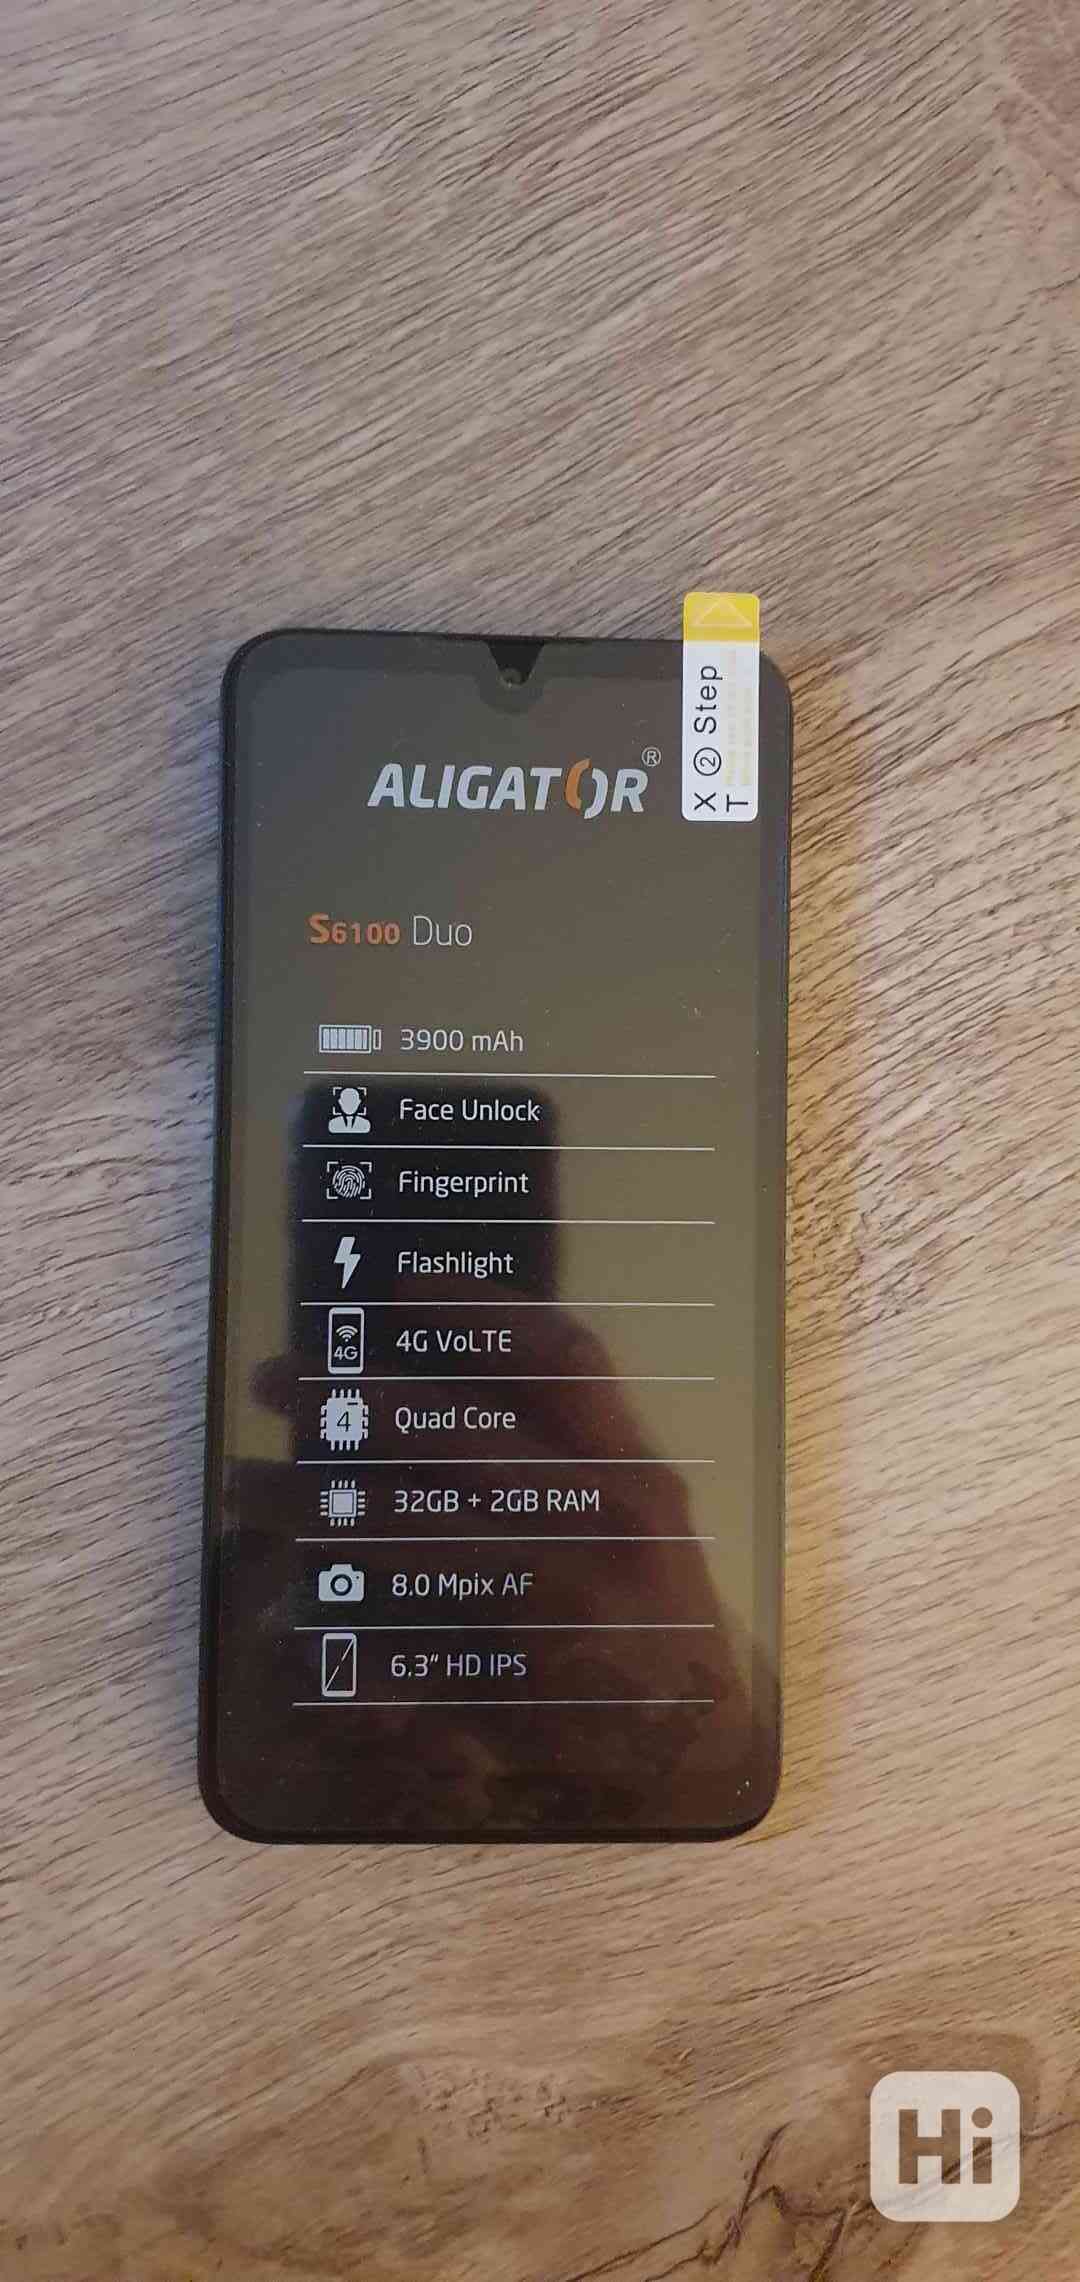 ALIGATOR®
X ② Step
T
S6100 Duo
3900 mAh
Face Unlock
Fingerprint
Flashlight
4G
4G VoLTE
4
Quad Core
32GB + 2GB RAM
8.0 Mpix AF
6.3“ HD IPS
Hi